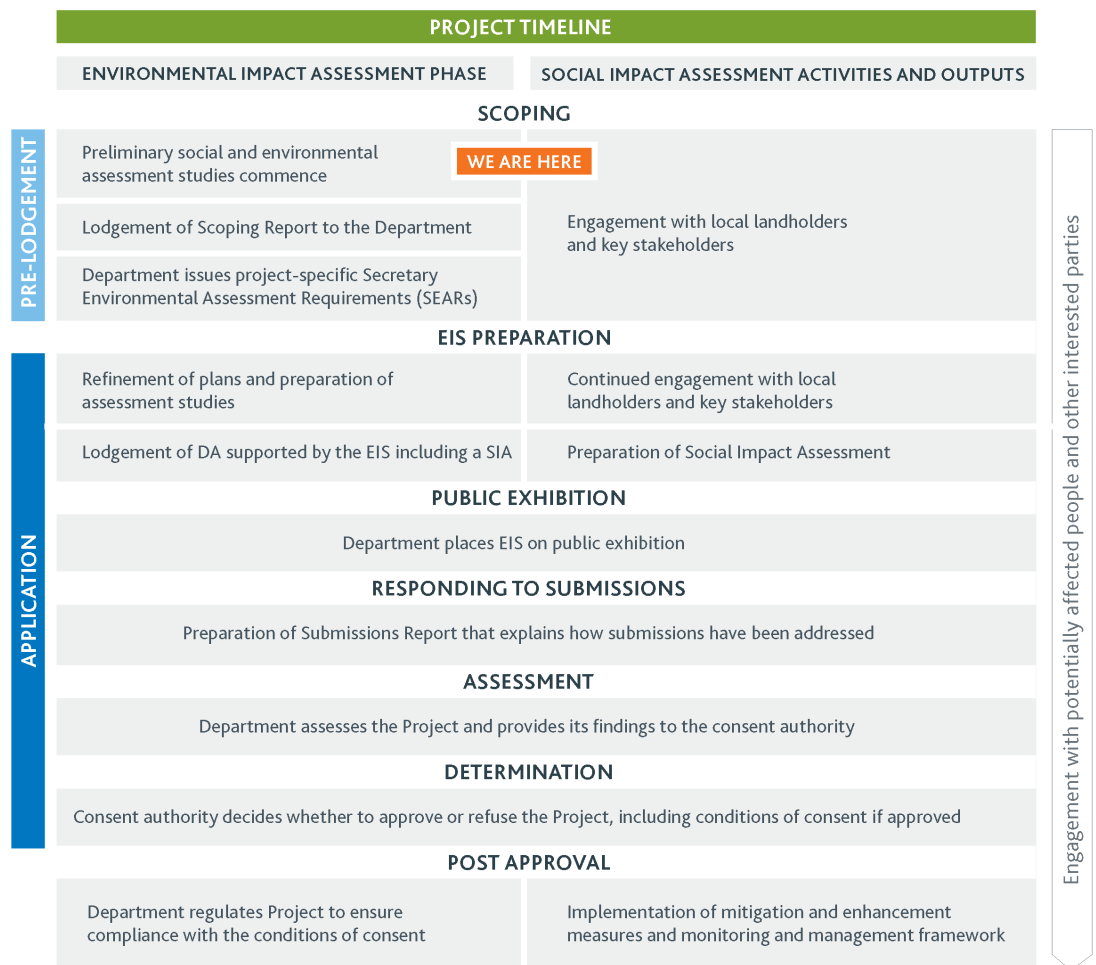 PROJECT TIMELINE
ENVIRONMENTAL IMPACT ASSESSMENT PHASE
SOCIAL IMPACT ASSESSMENT ACTIVITIES AND OUTPUTS
SCOPING
PRE-LODGEMENT
Preliminary social and environmental
assessment studies commence
WE ARE HERE
Lodgement of Scoping Report to the Department
Department issues project-specific Secretary
Environmental Assessment Requirements (SEARs)
Engagement with local landholders
and key stakeholders
EIS PREPARATION
APPLICATION
Refinement of plans and preparation of
assessment studies
Continued engagement with local
landholders and key stakeholders
Lodgement of DA supported by the EIS including a SIA
Preparation of Social Impact Assessment
PUBLIC EXHIBITION
Department places EIS on public exhibition
RESPONDING TO SUBMISSIONS
Preparation of Submissions Report that explains how submissions have been addressed
ASSESSMENT
Department assesses the Project and provides its findings to the consent authority
DETERMINATION
Consent authority decides whether to approve or refuse the Project, including conditions of consent if approved
POST APPROVAL
Department regulates Project to ensure
compliance with the conditions of consent
Implementation of mitigation and enhancement
measures and monitoring and management framework
Engagement with potentially affected people and other interested parties